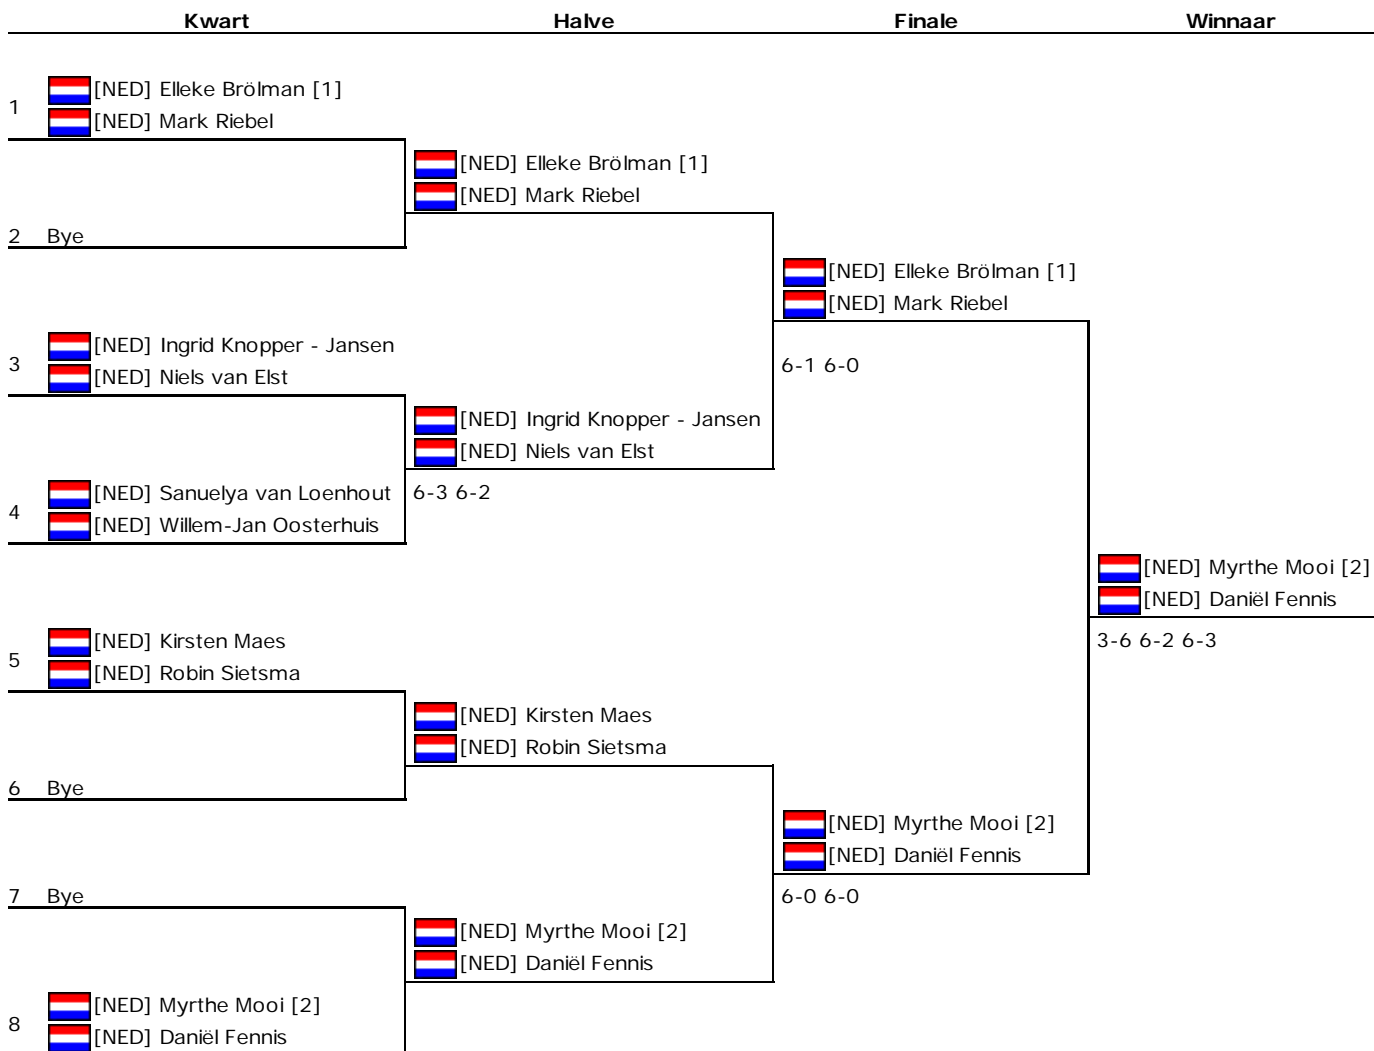 Kwart Halve Finale Winnaar
1
[NED] Elleke Brölman [1]
[NED] Mark Riebel
[NED] Elleke Brölman [1]
[NED] Mark Riebel
2 Bye
[NED] Elleke Brölman [1]
[NED] Mark Riebel
3
[NED] Ingrid Knopper - Jansen
[NED] Niels van Elst
6-1 6-0
[NED] Ingrid Knopper - Jansen
[NED] Niels van Elst
4
[NED] Sanuelya van Loenhout
[NED] Willem-Jan Oosterhuis
6-3 6-2
[NED] Myrthe Mooi [2]
[NED] Daniël Fennis
3-6 6-2 6-3
5
[NED] Kirsten Maes
[NED] Robin Sietsma
[NED] Kirsten Maes
[NED] Robin Sietsma
6 Bye
[NED] Myrthe Mooi [2]
[NED] Daniël Fennis
7 Bye
6-0 6-0
[NED] Myrthe Mooi [2]
[NED] Daniël Fennis
8
[NED] Myrthe Mooi [2]
[NED] Daniël Fennis